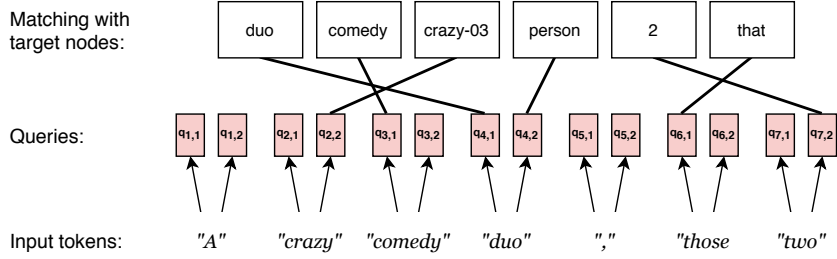 Matching with
target nodes:
duo comedy crazy-03 person 2 that
Queries:
q1,1 q1,2 q2,1 q2,2 q3,1 q3,2 q4,1 q4,2 q5,1 q5,2 q6,1 q6,2 q7,1 q7,2
Input tokens: "A" "crazy" "comedy" "duo" "," "those "two"